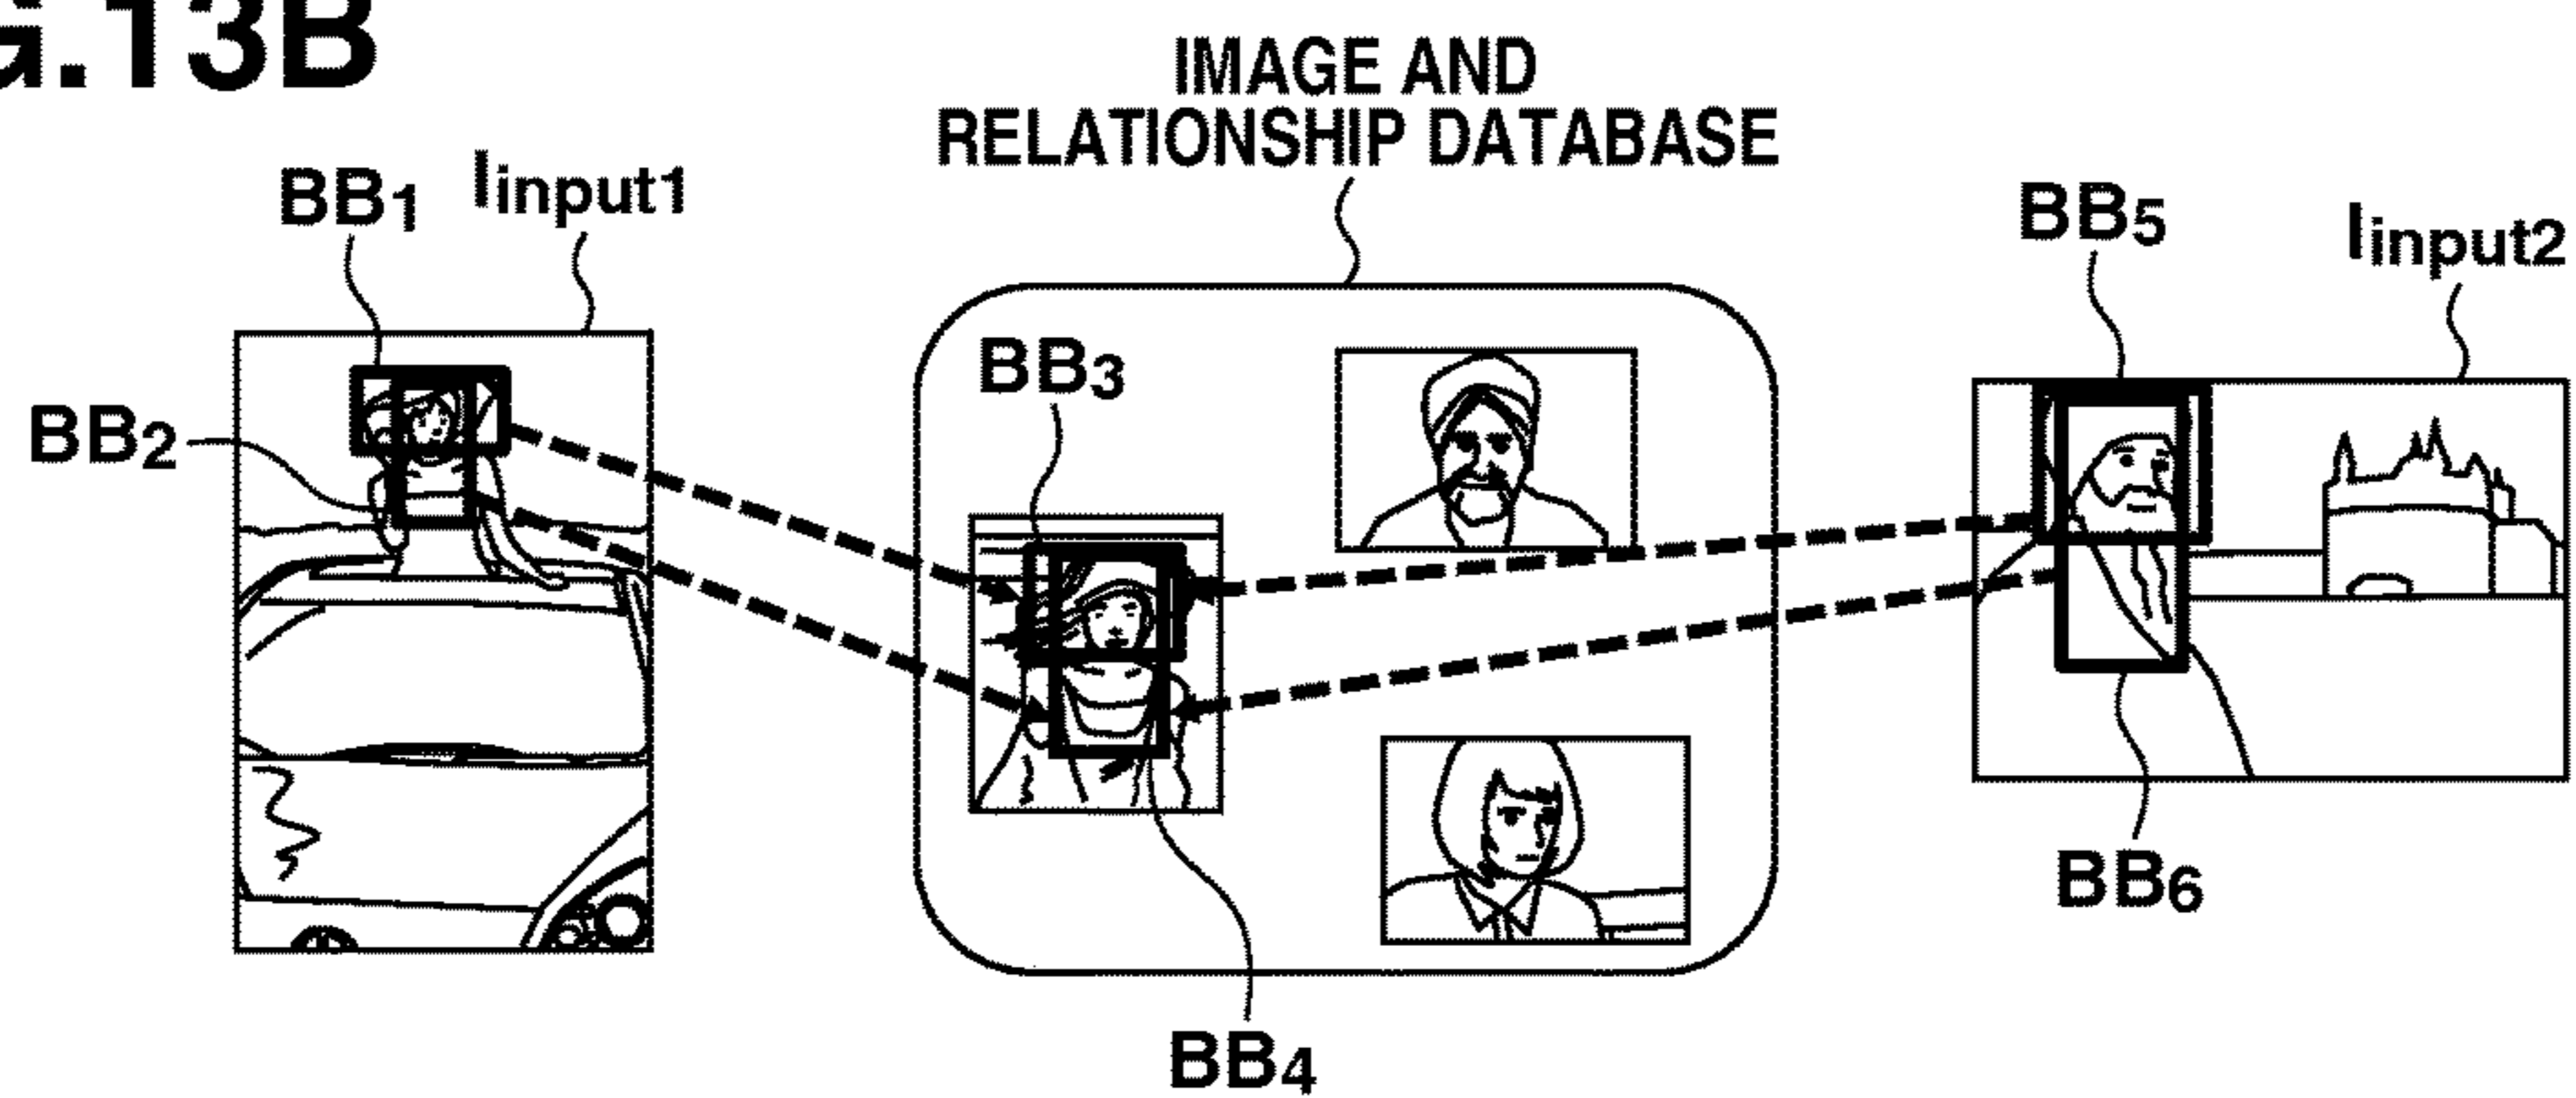 G.13B
IMAGE AND
RELATIONSHIP DATABASE
BB1
Iinput1
BB5
Iinput2
BB3
BB2
BB6
BB4